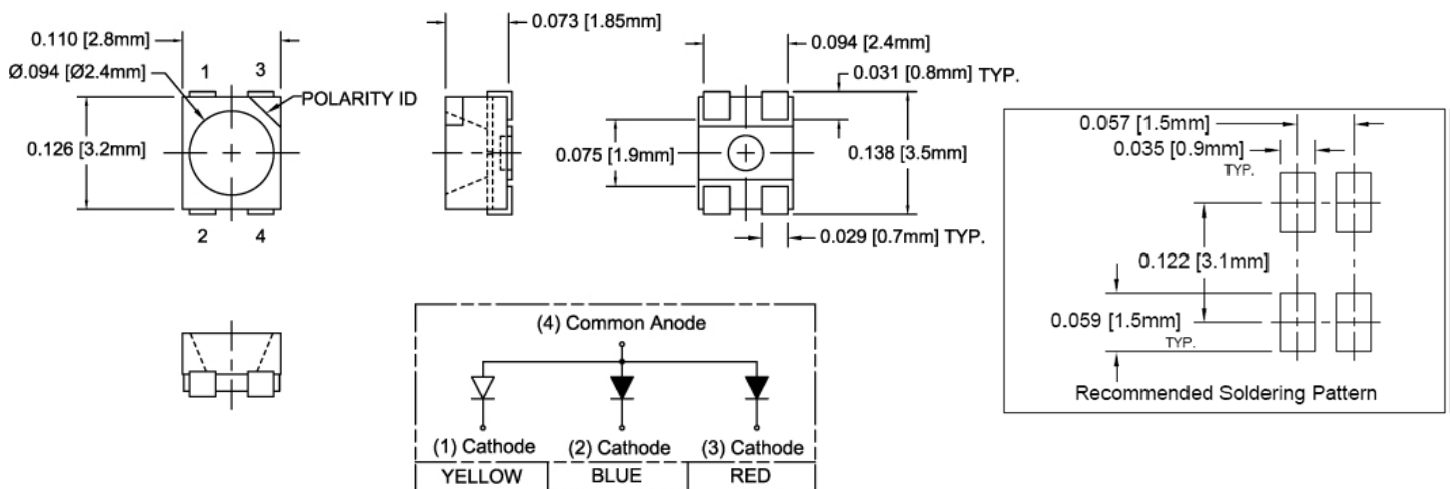 0.110 [2.8mm]
Ø.094 [Ø2.4mm]
1 3
POLARITY ID
0.126 [3.2mm]
2 4
0.073 [1.85mm]
0.094 [2.4mm]
0.031 [0.8mm] TYP.
0.075 [1.9mm]
0.138 [3.5mm]
0.029 [0.7mm] TYP.
0.057 [1.5mm]
0.035 [0.9mm]
TYP.
0.122 [3.1mm]
0.059 [1.5mm]
TYP.
Recommended Soldering Pattern
(4) Common Anode
(1) Cathode (2) Cathode (3) Cathode
YELLOW BLUE RED